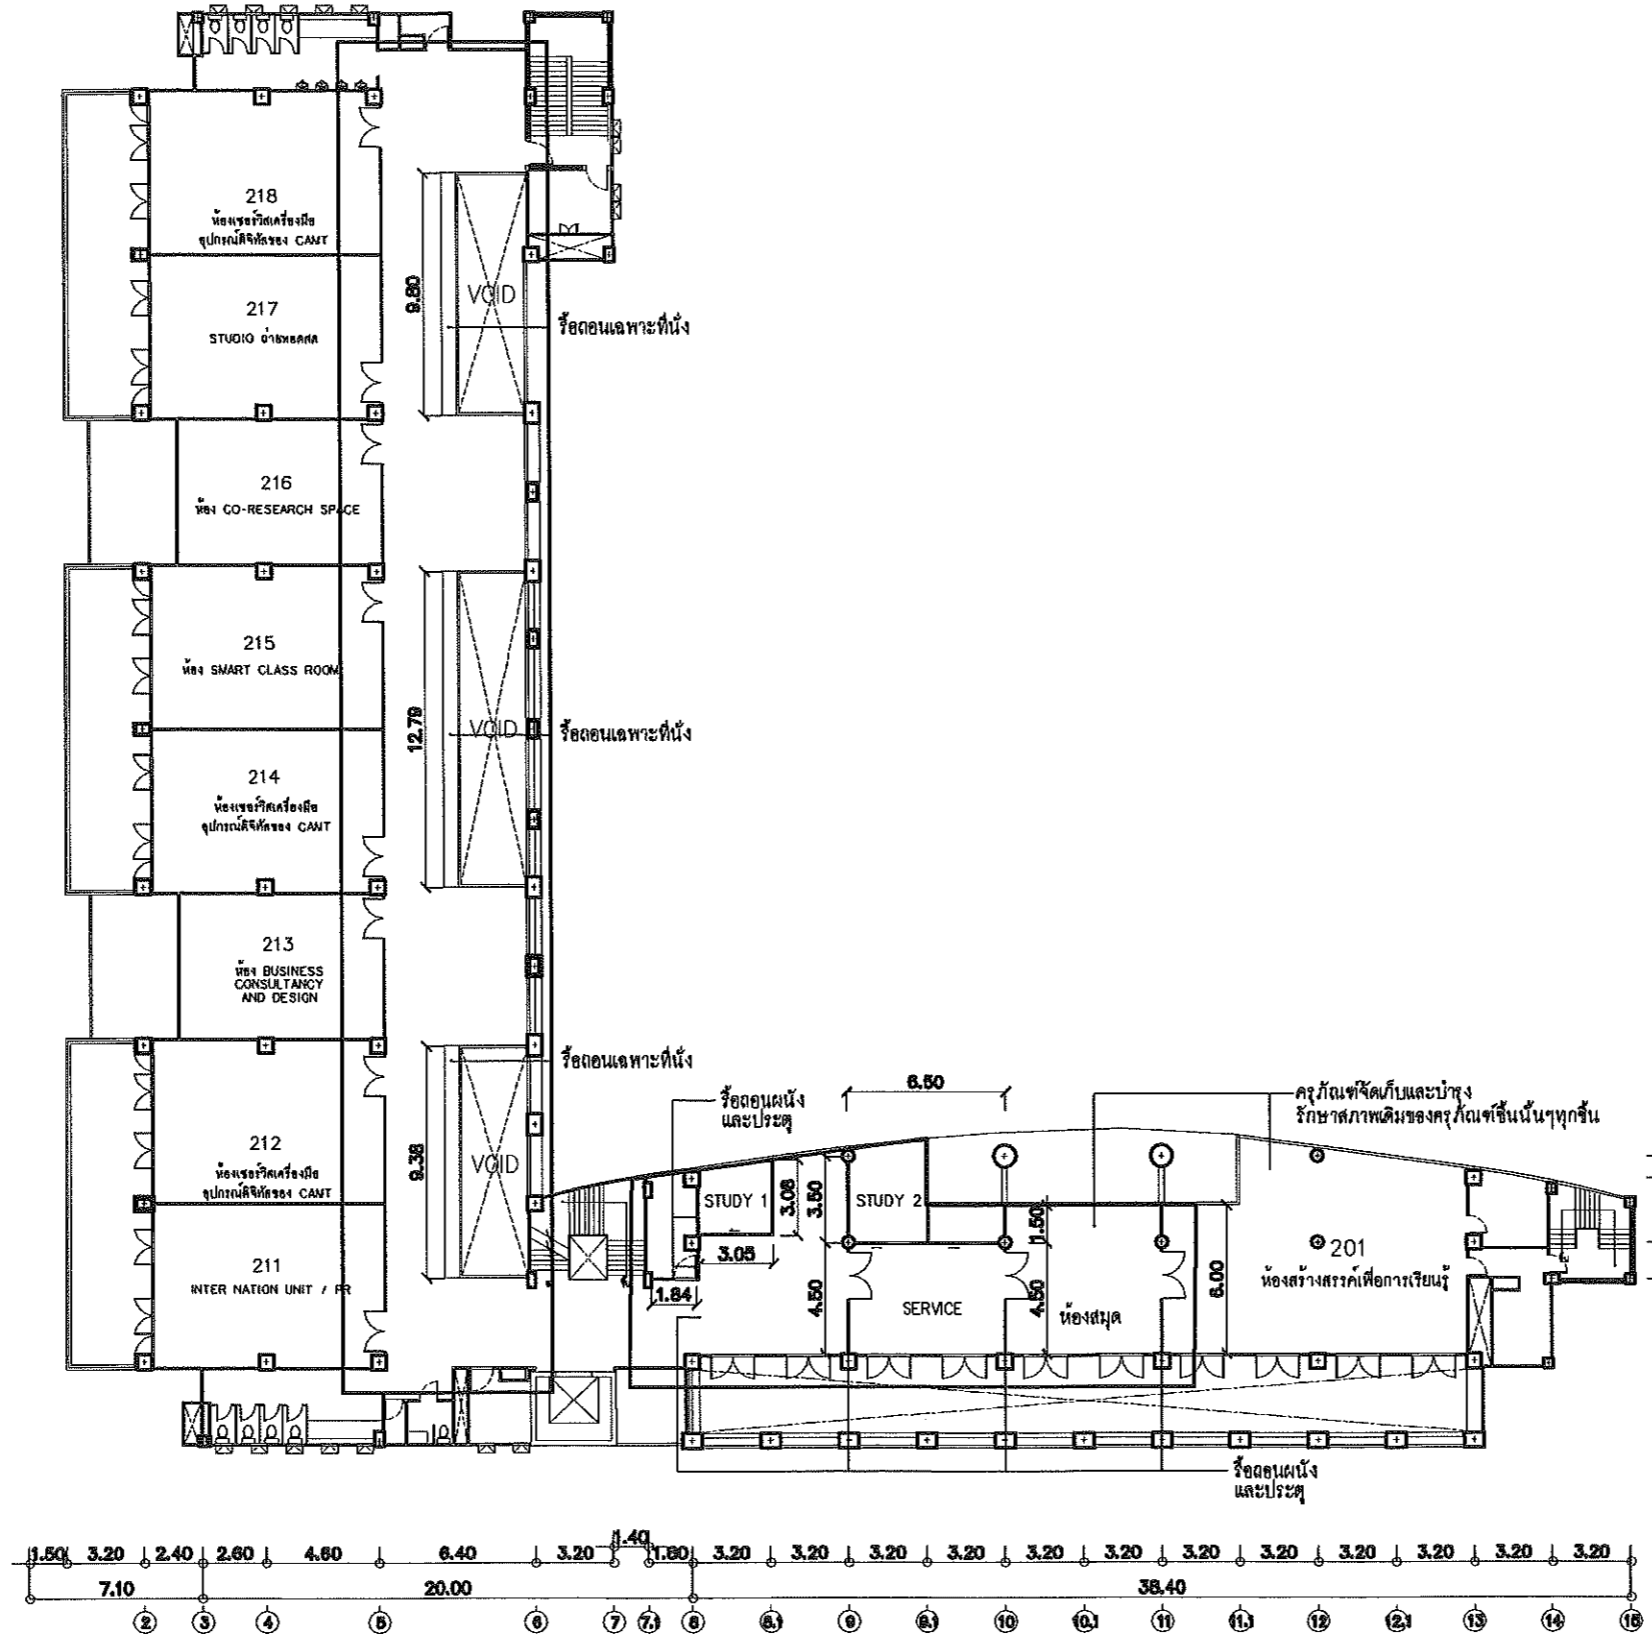 218
ห้องเซอร์วิสเครื่องมือ
อุปกรณ์ดิจิทัลของ CAMT
217
STUDIO ถ่ายทอดสด
9.80
VOID
รื้อถอนเฉพาะที่นั่ง
216
ห้อง CO-RESEARCH SPACE
215
ห้อง SMART CLASS ROOM
12.79
VOID
รื้อถอนเฉพาะที่นั่ง
214
ห้องเซอร์วิสเครื่องมือ
อุปกรณ์ดิจิทัลของ CAMT
213
ห้อง BUSINESS
CONSULTANCY
AND DESIGN
รื้อถอนเฉพาะที่นั่ง
9.38
VOID
212
ห้องเซอร์วิสเครื่องมือ
อุปกรณ์ดิจิทัลของ CAMT
211
INTER NATION UNIT / PR
รื้อถอนผนัง
และประตู
6.50
ครุภัณฑ์จัดเก็บและบำรุง
รักษาสภาพเดิมของครุภัณฑ์ชิ้นนั้นๆทุกชิ้น
STUDY 1
3.08
3.50
STUDY 2
1.50
3.05
1.84
4.50
SERVICE
4.50
ห้องสมุด
6.00
201
ห้องสร้างสรรค์เพื่อการเรียนรู้
รื้อถอนผนัง
และประตู
1.50 3.20 2.40 2.60 4.60 6.40 3.20 1.40 1.80 3.20 3.20 3.20 3.20 3.20 3.20 3.20 3.20 3.20 3.20 3.20 3.20
7.10 20.00 38.40
2 3 4 5 6 7 7.1 8 8.1 9 9.1 10 10.1 11 11.1 12 12.1 13 14 15